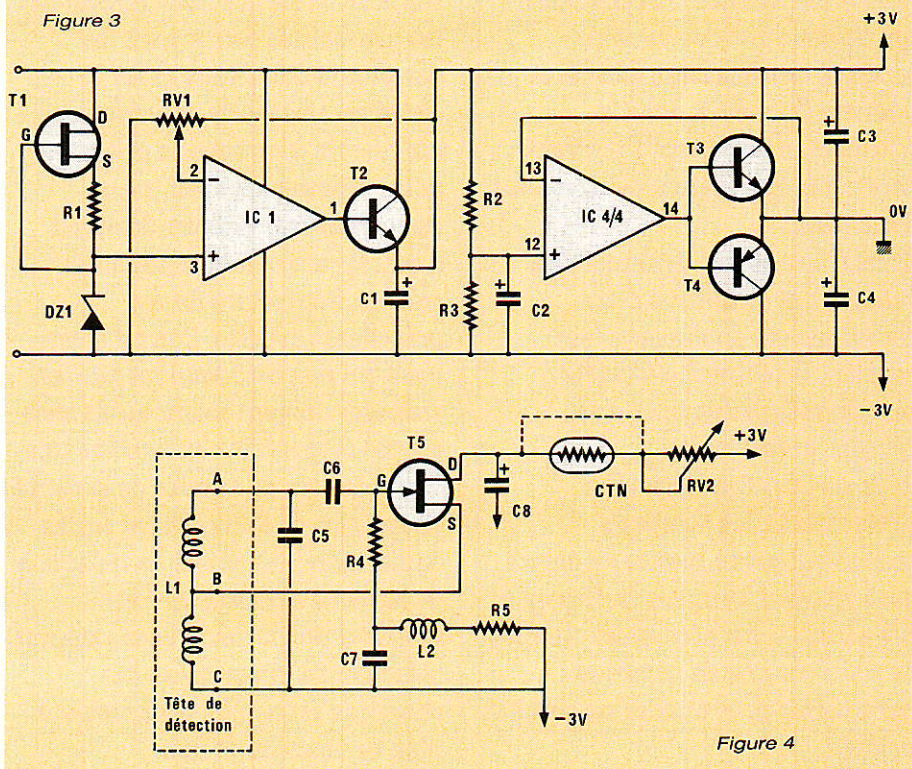 Figure 3
+3V
T1
D
G
S
R1
DZ1
RV1
2
−
IC 1
+
3
1
T2
+
C1
R2
R3
+
C2
13
−
IC 4/4
+
12
14
T3
T4
+
C3
0V
+
C4
−3V
A
L1
B
C
Tête de
détection
C5
C6
G
T5
D
S
R4
C7
L2
R5
−3V
+
C8
CTN
RV2
+3V
Figure 4